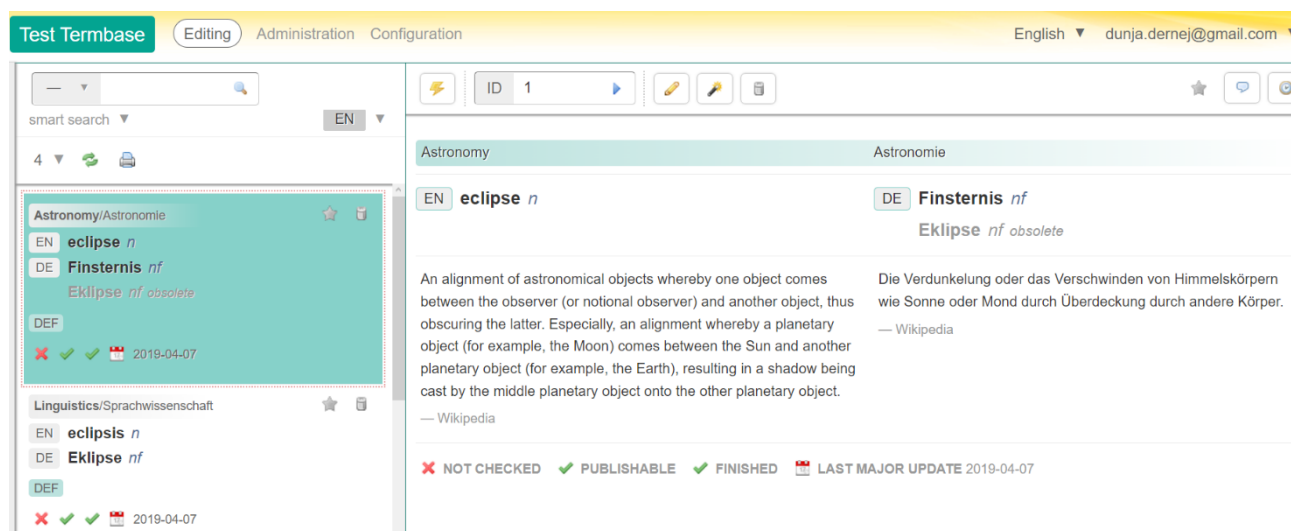 Test Termbase Editing Administration Configuration English dunja.dernej@gmail.com
—
smart search EN
4
Astronomy/Astronomie
EN eclipse n
DE Finsternis nf
Eklipse nf obsolete
DEF
2019-04-07
Linguistics/Sprachwissenschaft
EN eclipsis n
DE Eklipse nf
DEF
2019-04-07
ID 1
Astronomy Astronomie
EN eclipse n
DE Finsternis nf
Eklipse nf obsolete
An alignment of astronomical objects whereby one object comes
between the observer (or notional observer) and another object, thus
obscuring the latter. Especially, an alignment whereby a planetary
object (for example, the Moon) comes between the Sun and another
planetary object (for example, the Earth), resulting in a shadow being
cast by the middle planetary object onto the other planetary object.
— Wikipedia
Die Verdunkelung oder das Verschwinden von Himmelskörpern
wie Sonne oder Mond durch Überdeckung durch andere Körper.
— Wikipedia
NOT CHECKED PUBLISHABLE FINISHED LAST MAJOR UPDATE 2019-04-07